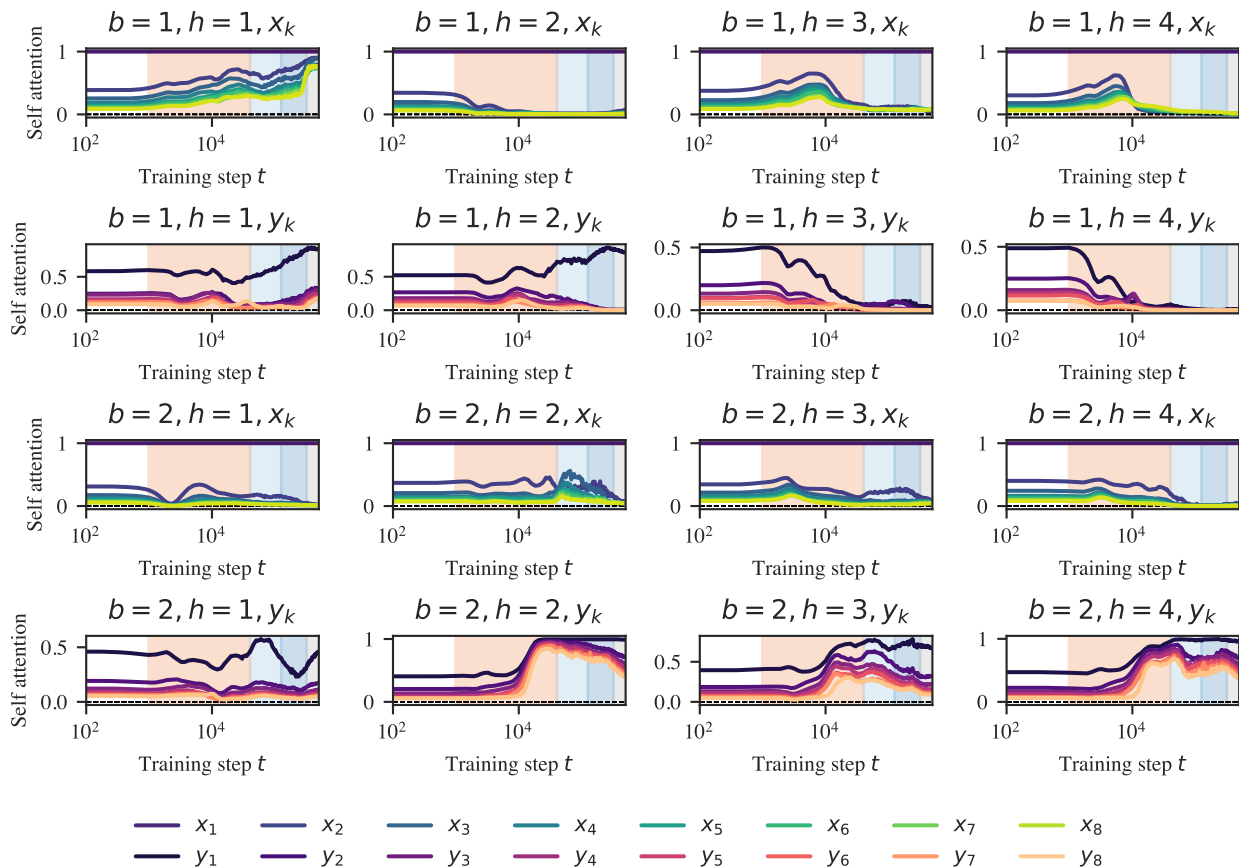 b = 1, h = 1, x_k b = 1, h = 2, x_k b = 1, h = 3, x_k b = 1, h = 4, x_k
Self attention
1 1 1 1
0 0 0 0
10^2 10^4 10^2 10^4 10^2 10^4 10^2 10^4
Training step t Training step t Training step t Training step t
b = 1, h = 1, y_k b = 1, h = 2, y_k b = 1, h = 3, y_k b = 1, h = 4, y_k
Self attention
0.5 0.5 0.5 0.5
0.0 0.0 0.0 0.0
10^2 10^4 10^2 10^4 10^2 10^4 10^2 10^4
Training step t Training step t Training step t Training step t
b = 2, h = 1, x_k b = 2, h = 2, x_k b = 2, h = 3, x_k b = 2, h = 4, x_k
Self attention
1 1 1 1
0 0 0 0
10^2 10^4 10^2 10^4 10^2 10^4 10^2 10^4
Training step t Training step t Training step t Training step t
b = 2, h = 1, y_k b = 2, h = 2, y_k b = 2, h = 3, y_k b = 2, h = 4, y_k
Self attention
0.5 1 0.5 1
0.0 0 0.0 0
10^2 10^4 10^2 10^4 10^2 10^4 10^2 10^4
Training step t Training step t Training step t Training step t
x_1 x_2 x_3 x_4 x_5 x_6 x_7 x_8
y_1 y_2 y_3 y_4 y_5 y_6 y_7 y_8